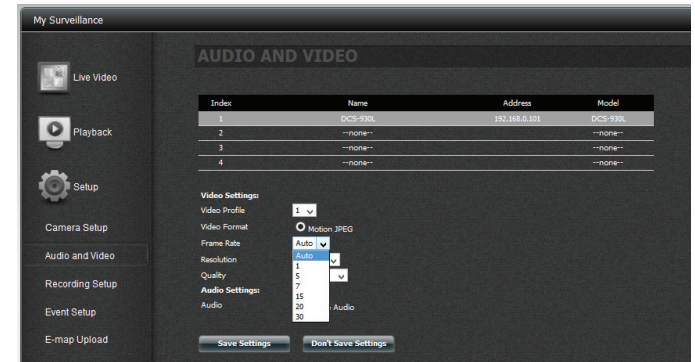 My Surveillance
Live Video
Playback
Setup
Camera Setup
Audio and Video
Recording Setup
Event Setup
E-map Upload
AUDIO AND VIDEO
Index Name Address Model
1 DCS-930L 192.168.0.101 DCS-930L
2 --none-- --none--
3 --none-- --none--
4 --none-- --none--
Video Settings:
Video Profile 1
Video Format Motion JPEG
Frame Rate Auto
Auto
1
5
7
15
20
30
Resolution
Quality
Audio Settings:
Audio Audio
Save Settings Don't Save Settings